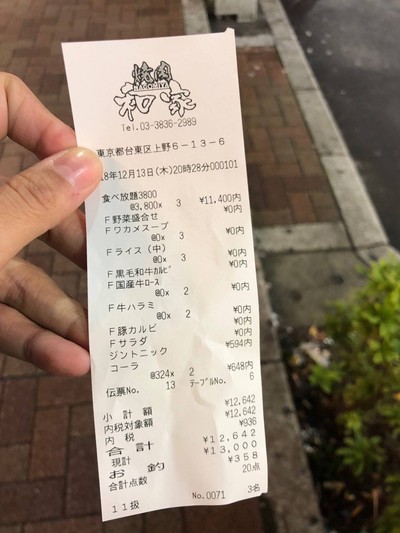 焼肉
NAGOMIYA
和家
Tel.03-3836-2989
東京都台東区上野6-13-6
18年12月13日(木)20時28分000101
食べ放題3800
@3,800x 3 ¥11,400内
F野菜盛合せ ¥0内
Fワカメスープ
@0x 3 ¥0内
Fライス(中)
@0x 3 ¥0内
F黒毛和牛カルビ ¥0内
F国産牛ロース
@0x 2 ¥0内
F牛ハラミ
@0x 2 ¥0内
F豚カルビ ¥0内
Fサラダ ¥0内
ジントニック ¥594内
コーラ
@324x 2 ¥648内
伝票No. 13 テーブルNo. 6
小計額 ¥12,642
内税対象額 ¥12,642
内税 ¥936
合計 ¥12,642
現計 ¥13,000
お釣 ¥358
合計点数 20点
11扱 No.0071 3名